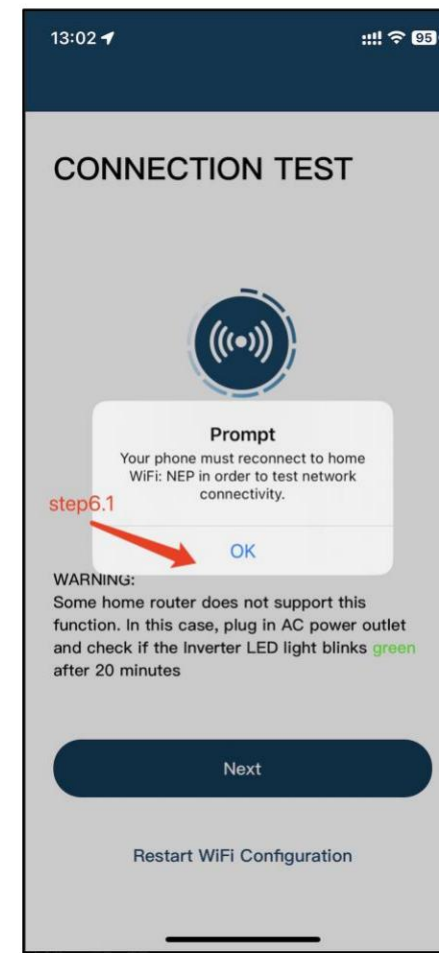 13:02
95
CONNECTION TEST
Prompt
Your phone must reconnect to home
WiFi: NEP in order to test network
connectivity.
step6.1
OK
WARNING:
Some home router does not support this
function. In this case, plug in AC power outlet
and check if the Inverter LED light blinks green
after 20 minutes
Next
Restart WiFi Configuration